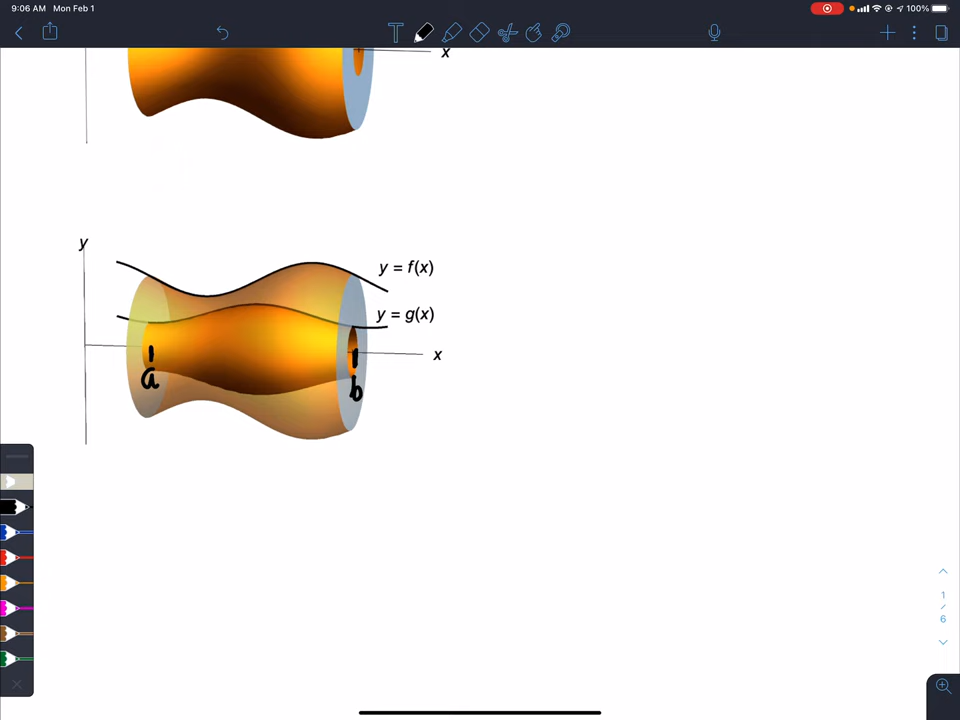 9:06 AM Mon Feb 1
100%
T
x
y
y = f(x)
y = g(x)
x
a
b
1
/
6